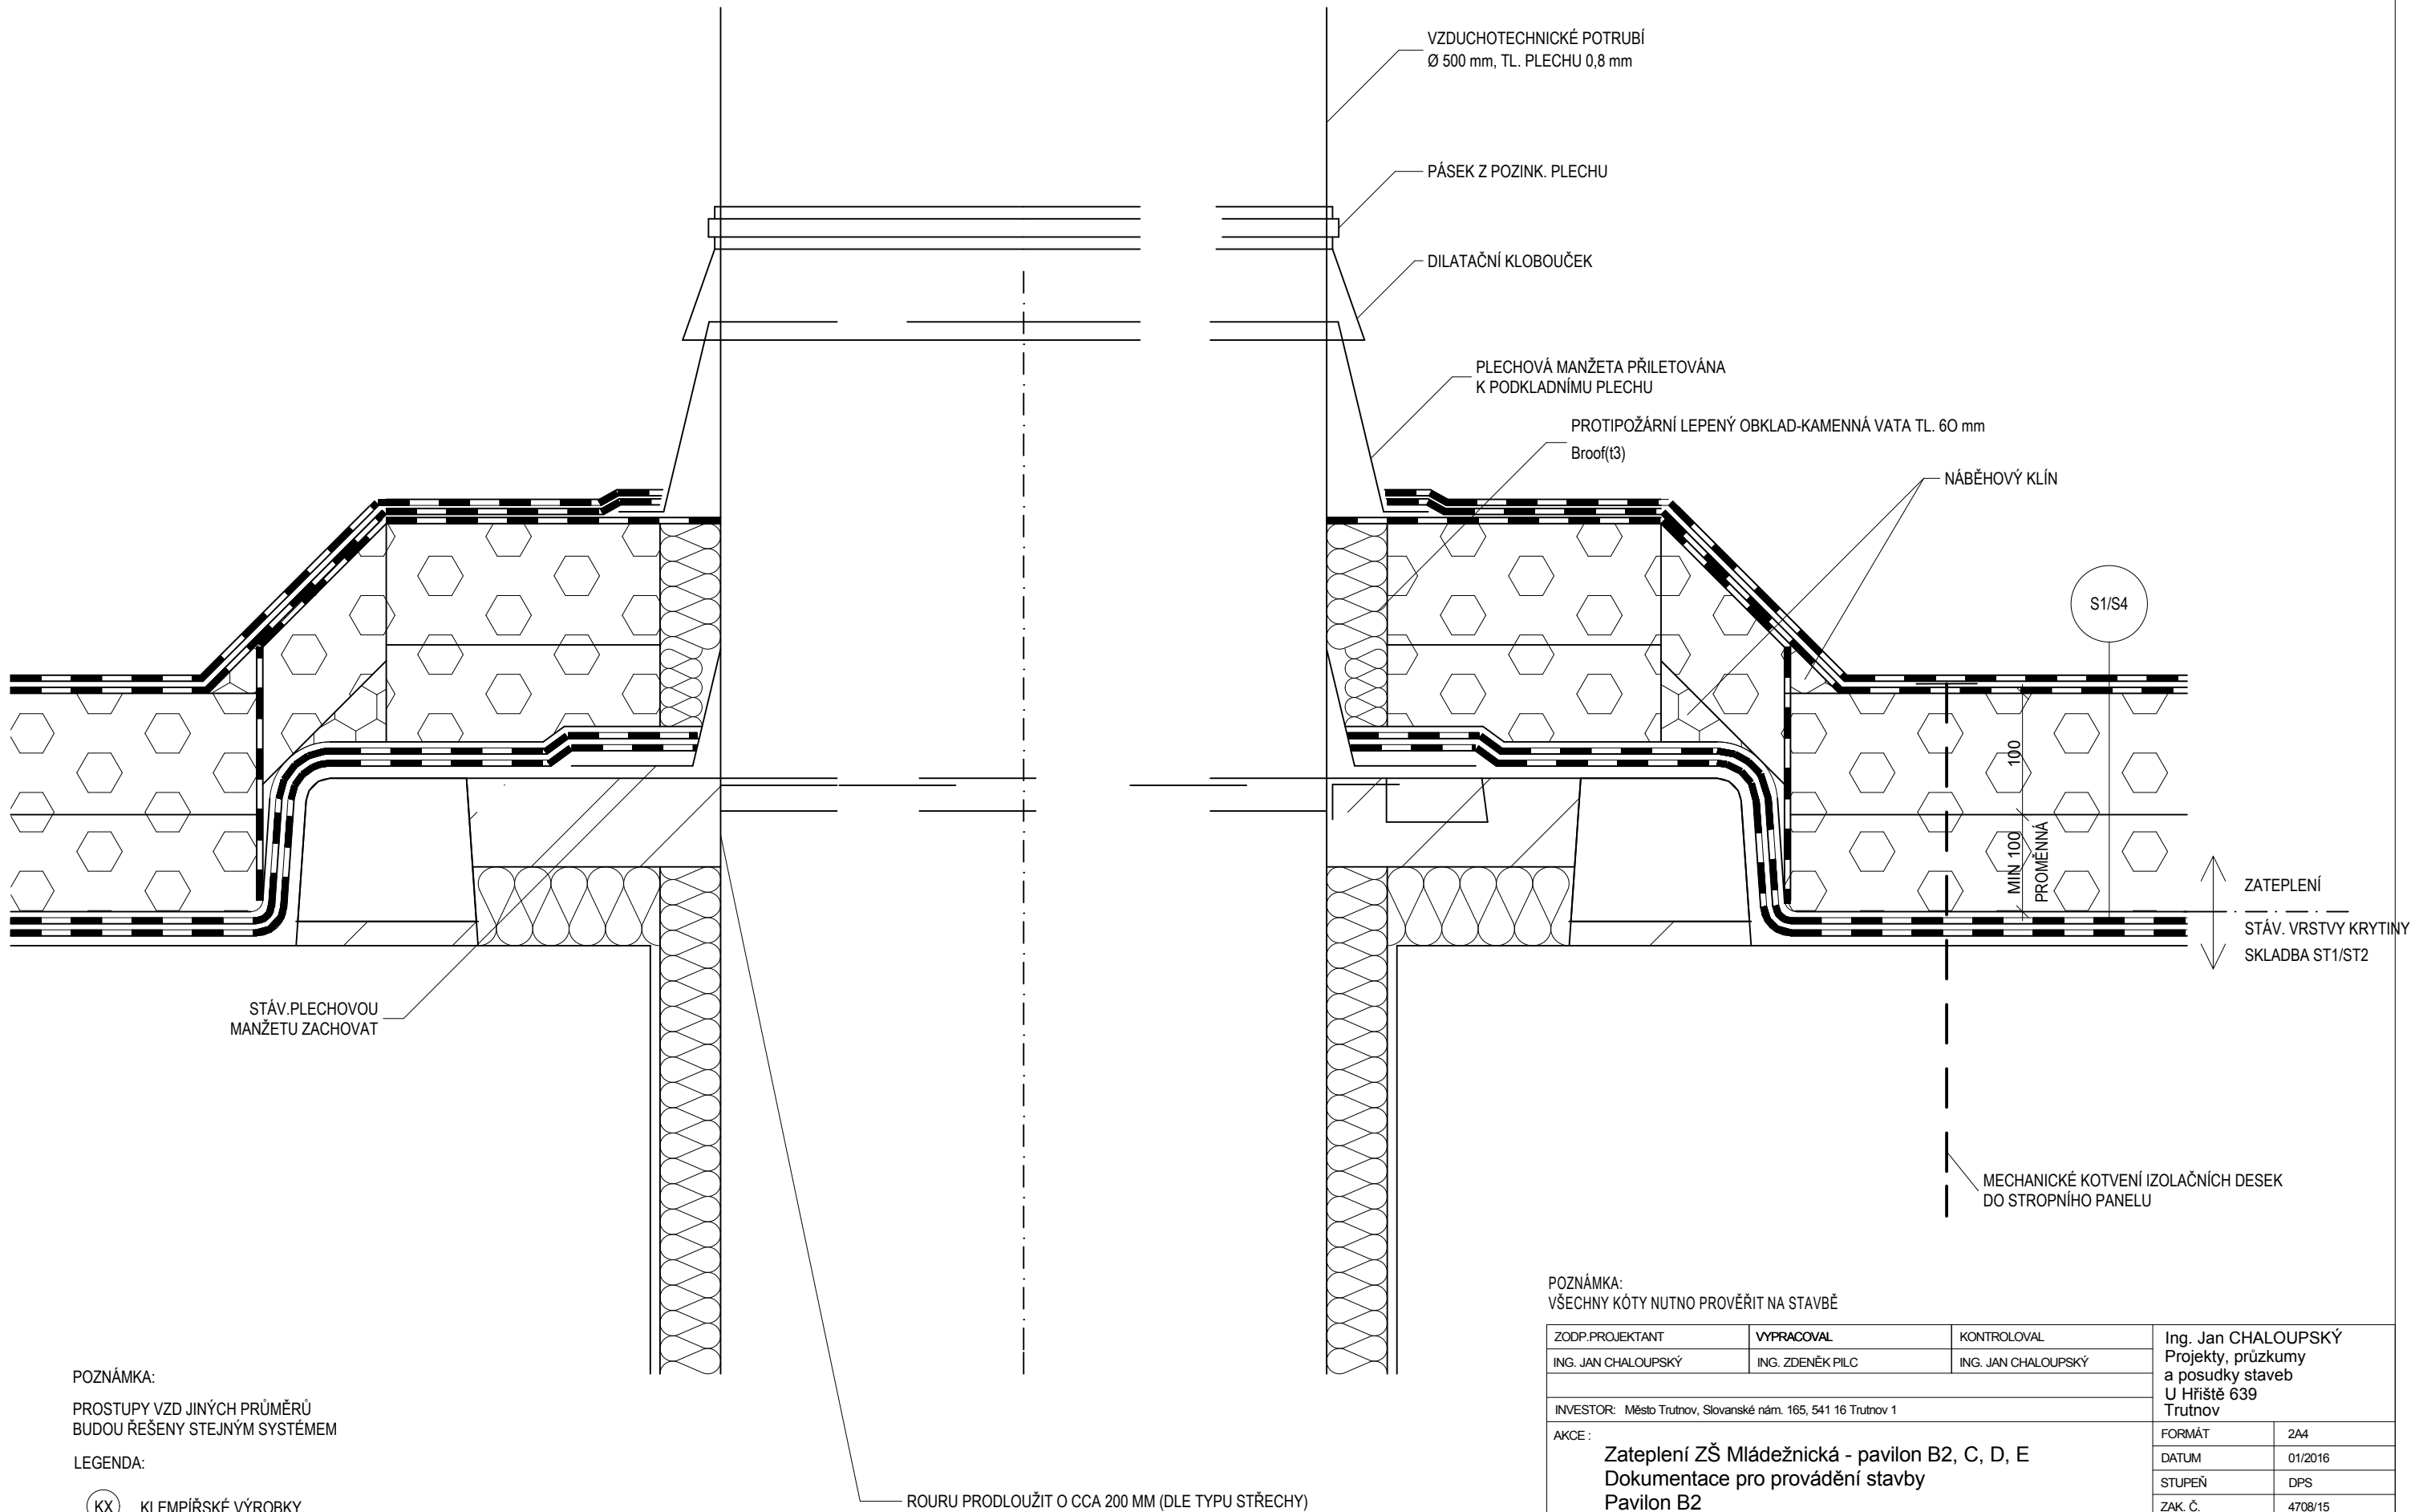 VZDUCHOTECHNICKÉ POTRUBÍ
Ø 500 mm, TL. PLECHU 0,8 mm
PÁSEK Z POZINK. PLECHU
DILATAČNÍ KLOBOUČEK
PLECHOVÁ MANŽETA PŘILETOVÁNA
K PODKLADNÍMU PLECHU
PROTIPOŽÁRNÍ LEPENÝ OBKLAD-KAMENNÁ VATA TL. 6O mm
Broof(t3)
NÁBĚHOVÝ KLÍN
S1/S4
100
MIN 100
PROMĚNNÁ
ZATEPLENÍ
STÁV. VRSTVY KRYTINY
SKLADBA ST1/ST2
STÁV.PLECHOVOU
MANŽETU ZACHOVAT
MECHANICKÉ KOTVENÍ IZOLAČNÍCH DESEK
DO STROPNÍHO PANELU
POZNÁMKA:
VŠECHNY KÓTY NUTNO PROVĚŘIT NA STAVBĚ
POZNÁMKA:
PROSTUPY VZD JINÝCH PRŮMĚRŮ
BUDOU ŘEŠENY STEJNÝM SYSTÉMEM
LEGENDA:
KX KLEMPÍŘSKÉ VÝROBKY
ROURU PRODLOUŽIT O CCA 200 MM (DLE TYPU STŘECHY)
ZODP.PROJEKTANT VYPRACOVAL KONTROLOVAL
ING. JAN CHALOUPSKÝ ING. ZDENĚK PILC ING. JAN CHALOUPSKÝ
Ing. Jan CHALOUPSKÝ
Projekty, průzkumy
a posudky staveb
U Hřiště 639
Trutnov
INVESTOR: Město Trutnov, Slovanské nám. 165, 541 16 Trutnov 1
AKCE :
Zateplení ZŠ Mládežnická - pavilon B2, C, D, E
Dokumentace pro provádění stavby
Pavilon B2
FORMÁT 2A4
DATUM 01/2016
STUPEŇ DPS
ZAK. Č. 4708/15